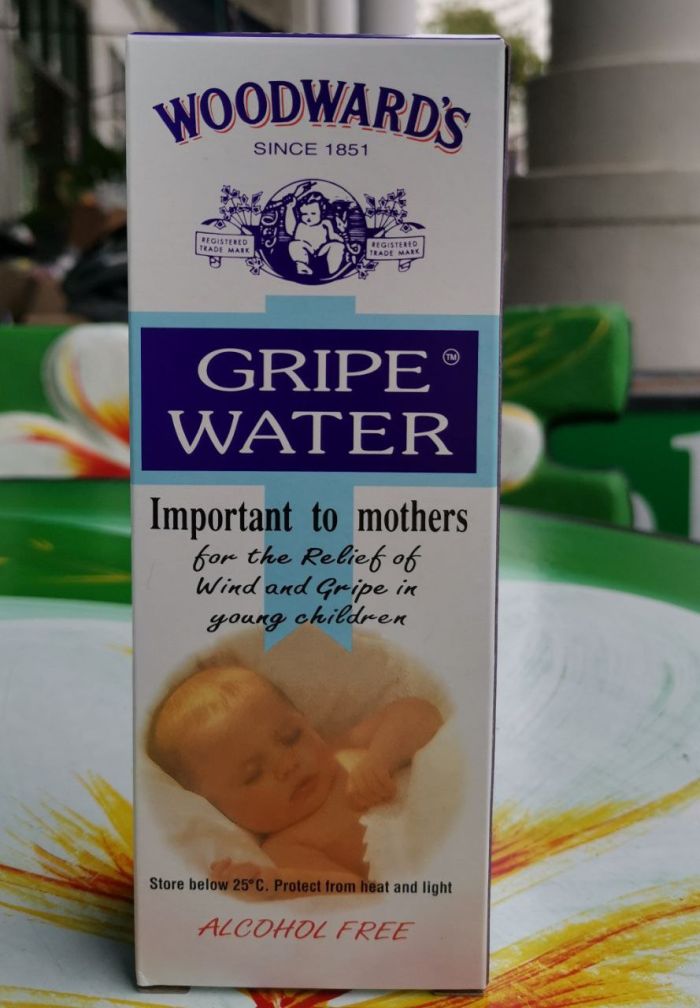 WOODWARD'S
SINCE 1851
REGISTERED
TRADE MARK
REGISTERED
TRADE MARK
GRIPE™
WATER
Important to mothers
for the Relief of
Wind and Gripe in
young children
Store below 25°C. Protect from heat and light
ALCOHOL FREE